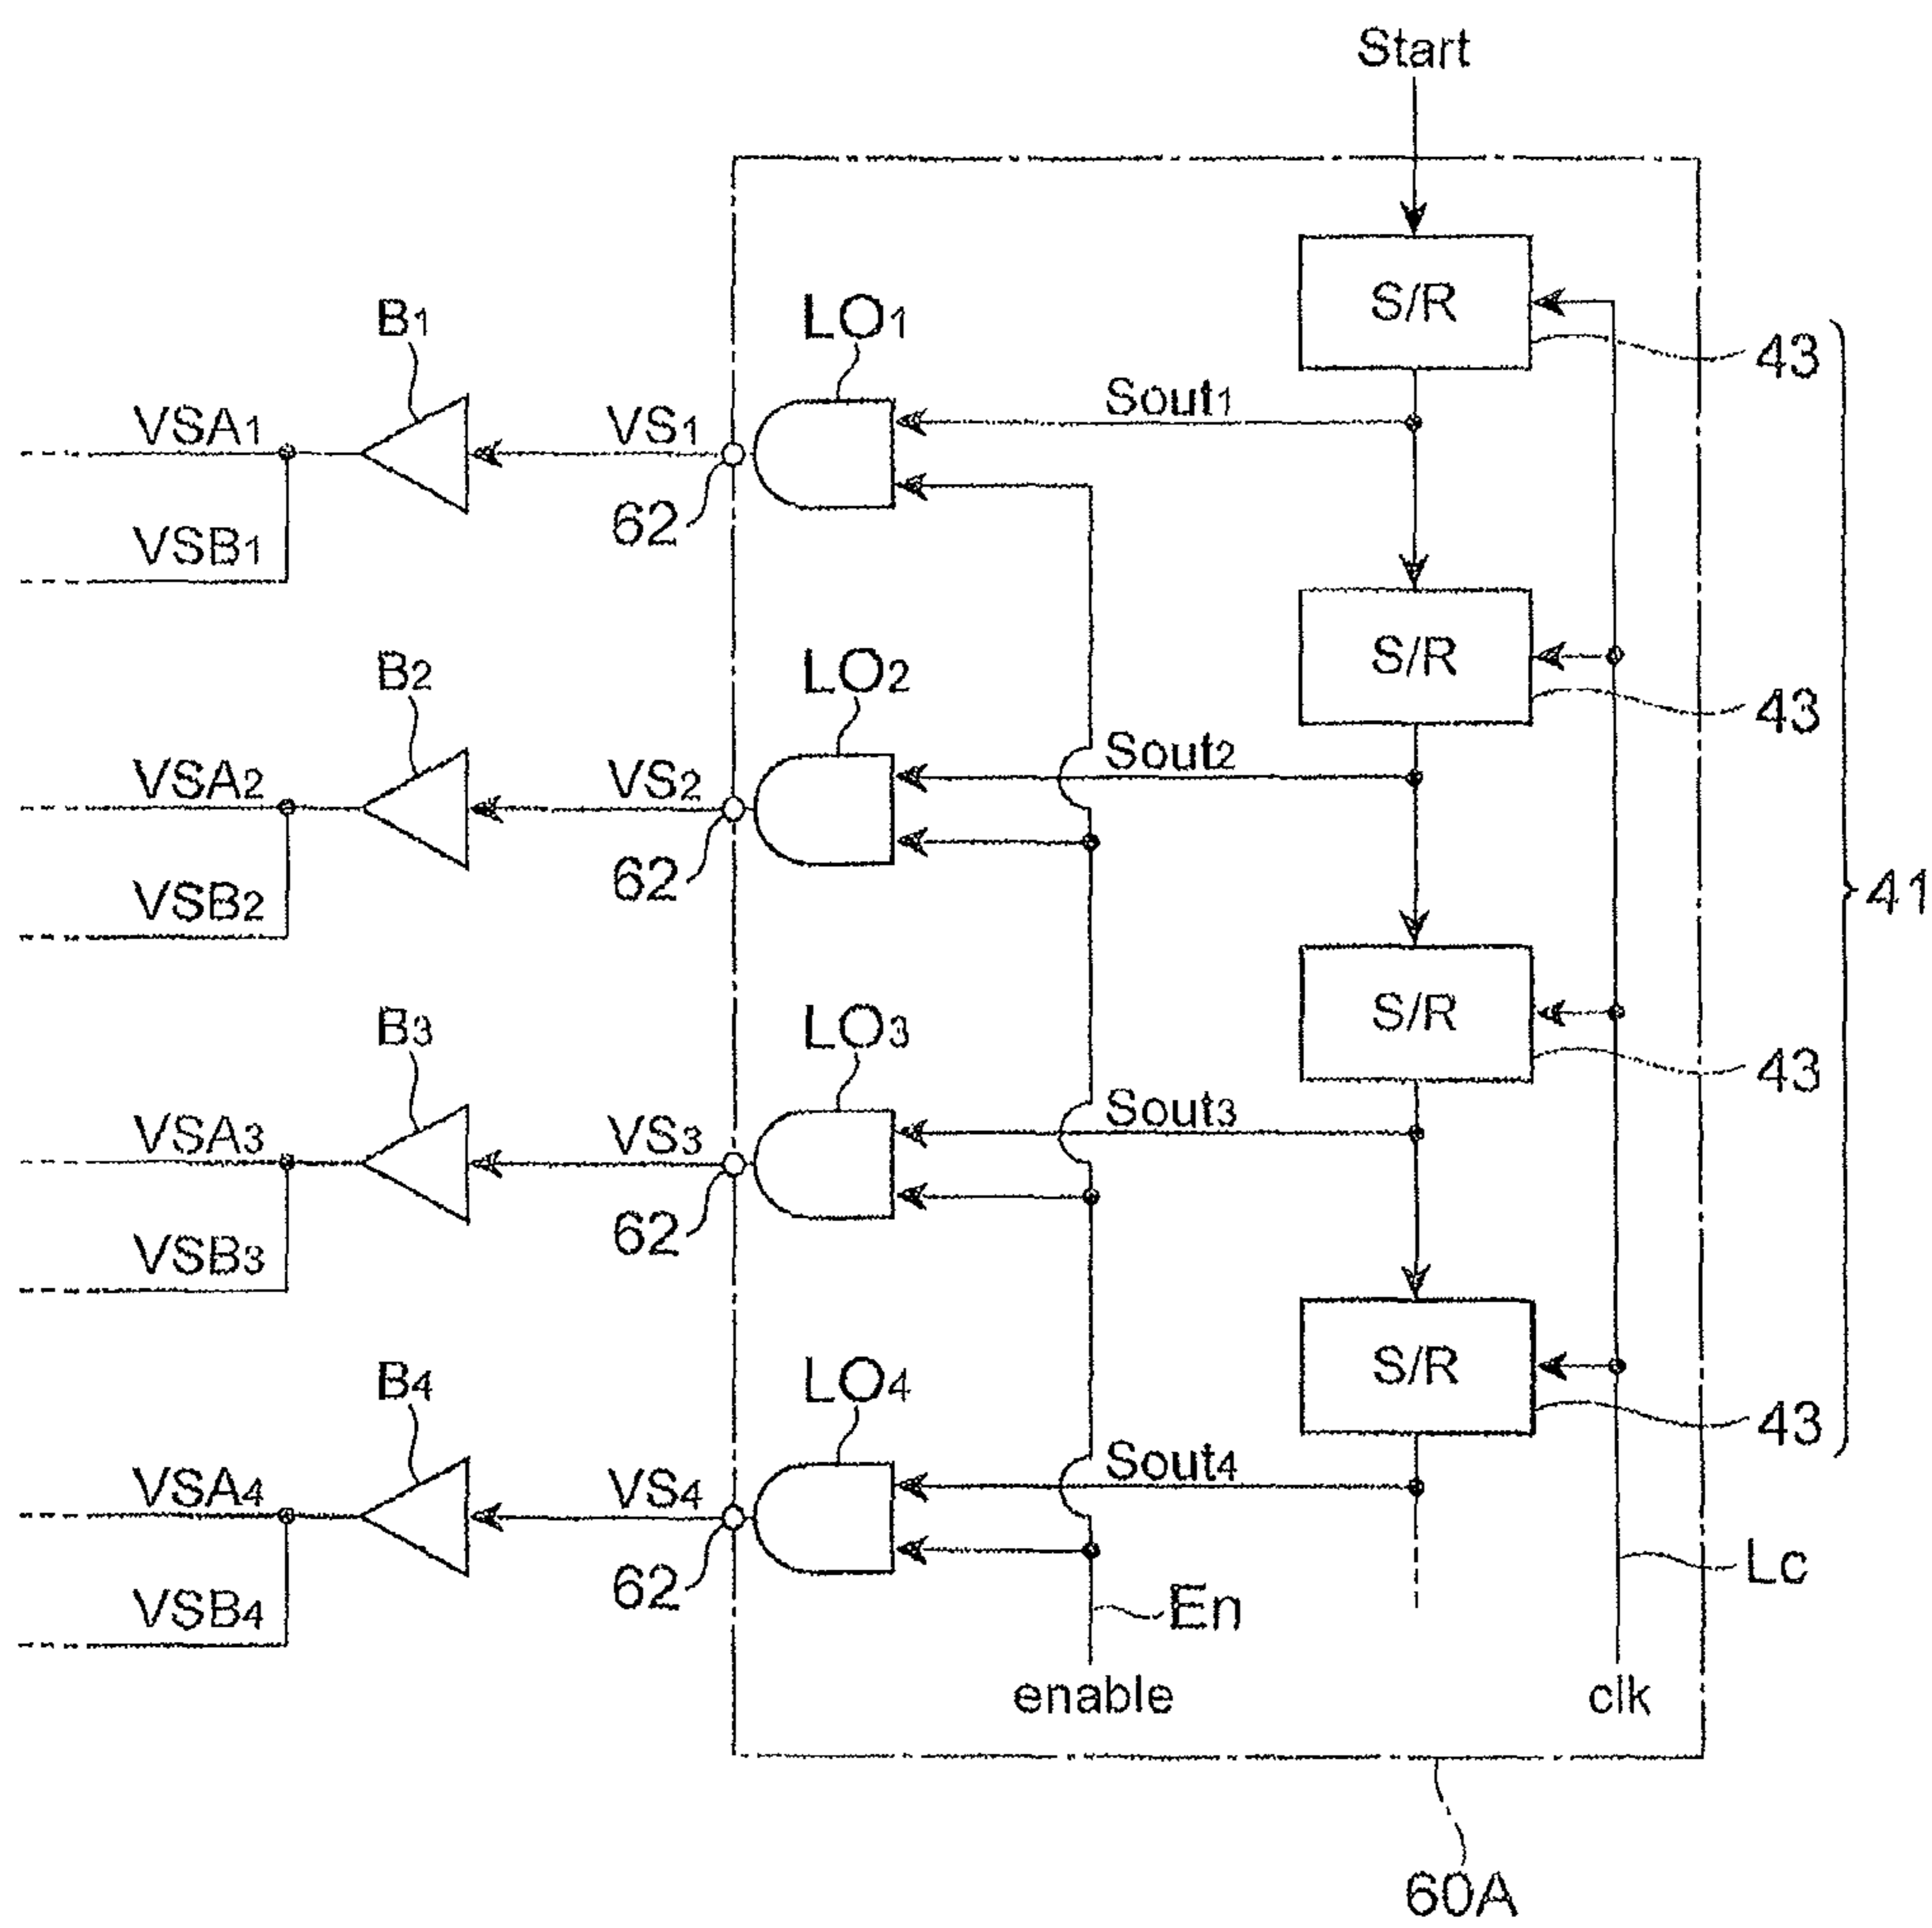 Start
S/R
43
B1
LO1
VSA1
VS1
Sout1
62
VSB1
S/R
43
B2
LO2
VSA2
VS2
Sout2
62
VSB2
41
S/R
43
B3
LO3
VSA3
VS3
Sout3
62
VSB3
S/R
43
B4
LO4
VSA4
VS4
Sout4
62
VSB4
Lc
En
enable
clk
60A